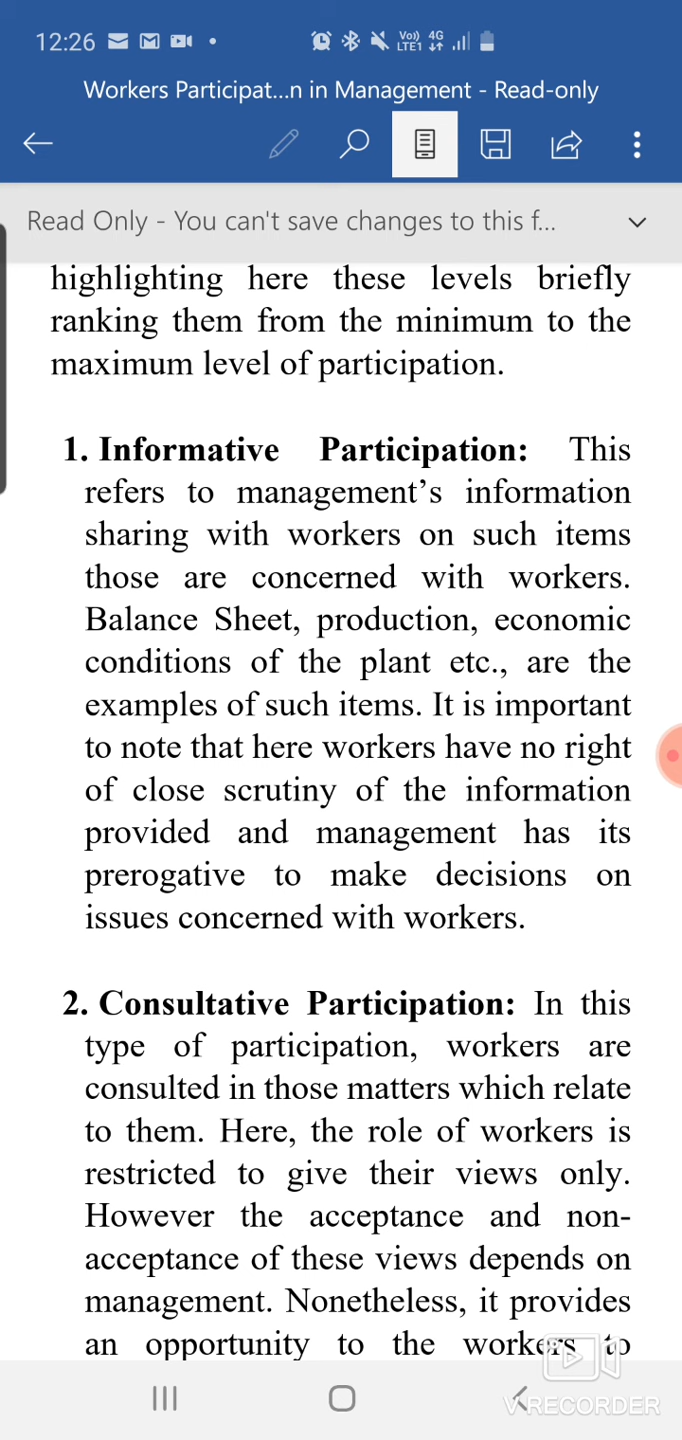 12:26
Vo))
LTE1
4G
Workers Participat...n in Management - Read-only
Read Only - You can't save changes to this f...
highlighting here these levels briefly
ranking them from the minimum to the
maximum level of participation.
1. Informative Participation: This
refers to management’s information
sharing with workers on such items
those are concerned with workers.
Balance Sheet, production, economic
conditions of the plant etc., are the
examples of such items. It is important
to note that here workers have no right
of close scrutiny of the information
provided and management has its
prerogative to make decisions on
issues concerned with workers.
2. Consultative Participation: In this
type of participation, workers are
consulted in those matters which relate
to them. Here, the role of workers is
restricted to give their views only.
However the acceptance and non-
acceptance of these views depends on
management. Nonetheless, it provides
an opportunity to the workers to
V RECORDER